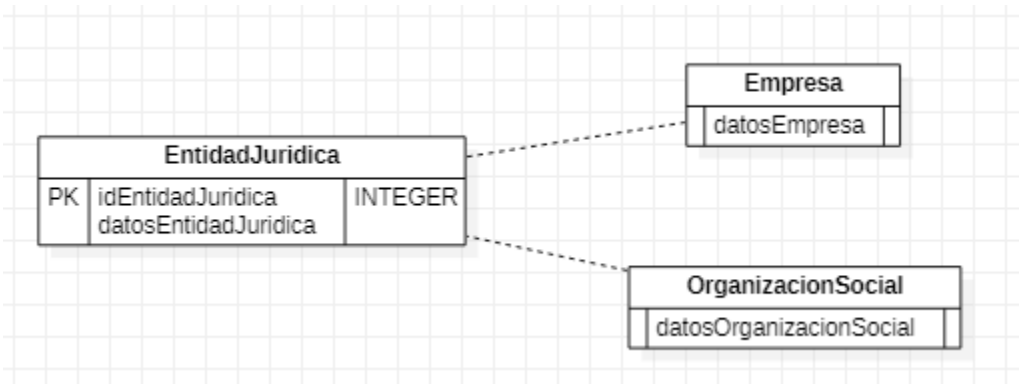 Empresa
datosEmpresa
EntidadJuridica
PK idEntidadJuridica INTEGER
datosEntidadJuridica
OrganizacionSocial
datosOrganizacionSocial